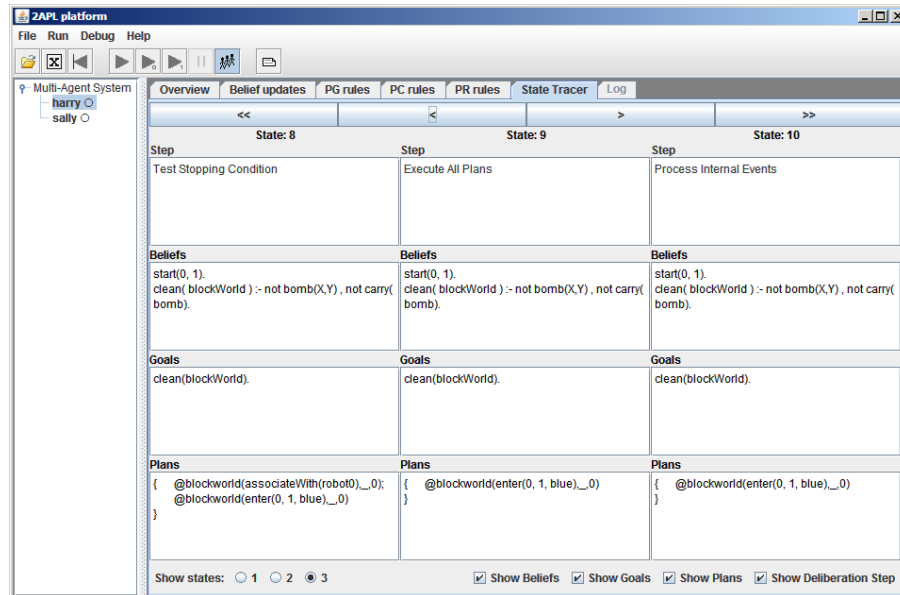 2APL platform
File Run Debug Help
Multi-Agent System
harry
sally
Overview Belief updates PG rules PC rules PR rules State Tracer Log
<< < > >>
State: 8 State: 9 State: 10
Step Step Step
Test Stopping Condition Execute All Plans Process Internal Events
Beliefs Beliefs Beliefs
start(0, 1). start(0, 1). start(0, 1).
clean( blockWorld ) :- not bomb(X,Y) , not carry( clean( blockWorld ) :- not bomb(X,Y) , not carry( clean( blockWorld ) :- not bomb(X,Y) , not carry(
bomb). bomb). bomb).
Goals Goals Goals
clean(blockWorld). clean(blockWorld). clean(blockWorld).
Plans Plans Plans
{ @blockworld(associateWith(robot0),_,0); { @blockworld(enter(0, 1, blue),_,0) { @blockworld(enter(0, 1, blue),_,0)
@blockworld(enter(0, 1, blue),_,0) } }
}
Show states: 1 2 3 Show Beliefs Show Goals Show Plans Show Deliberation Step